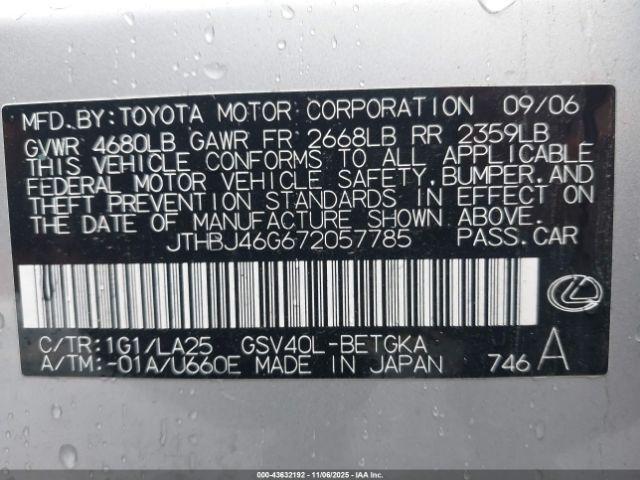 MFD. BY: TOYOTA MOTOR CORPORATION 09/06
GVWR 4680LB GAWR FR 2668LB RR 2359LB
THIS VEHICLE CONFORMS TO ALL APPLICABLE
FEDERAL MOTOR VEHICLE SAFETY, BUMPER, AND
THEFT PREVENTION STANDARDS IN EFFECT ON
THE DATE OF MANUFACTURE SHOWN ABOVE.
JTHBJ46G672057785 PASS.CAR
C/TR: 1G1/LA25 GSV40L-BETGKA
A/TM: -01A/U660E MADE IN JAPAN 746 A
000-43632192 - 11/06/2025 - IAAI.COM